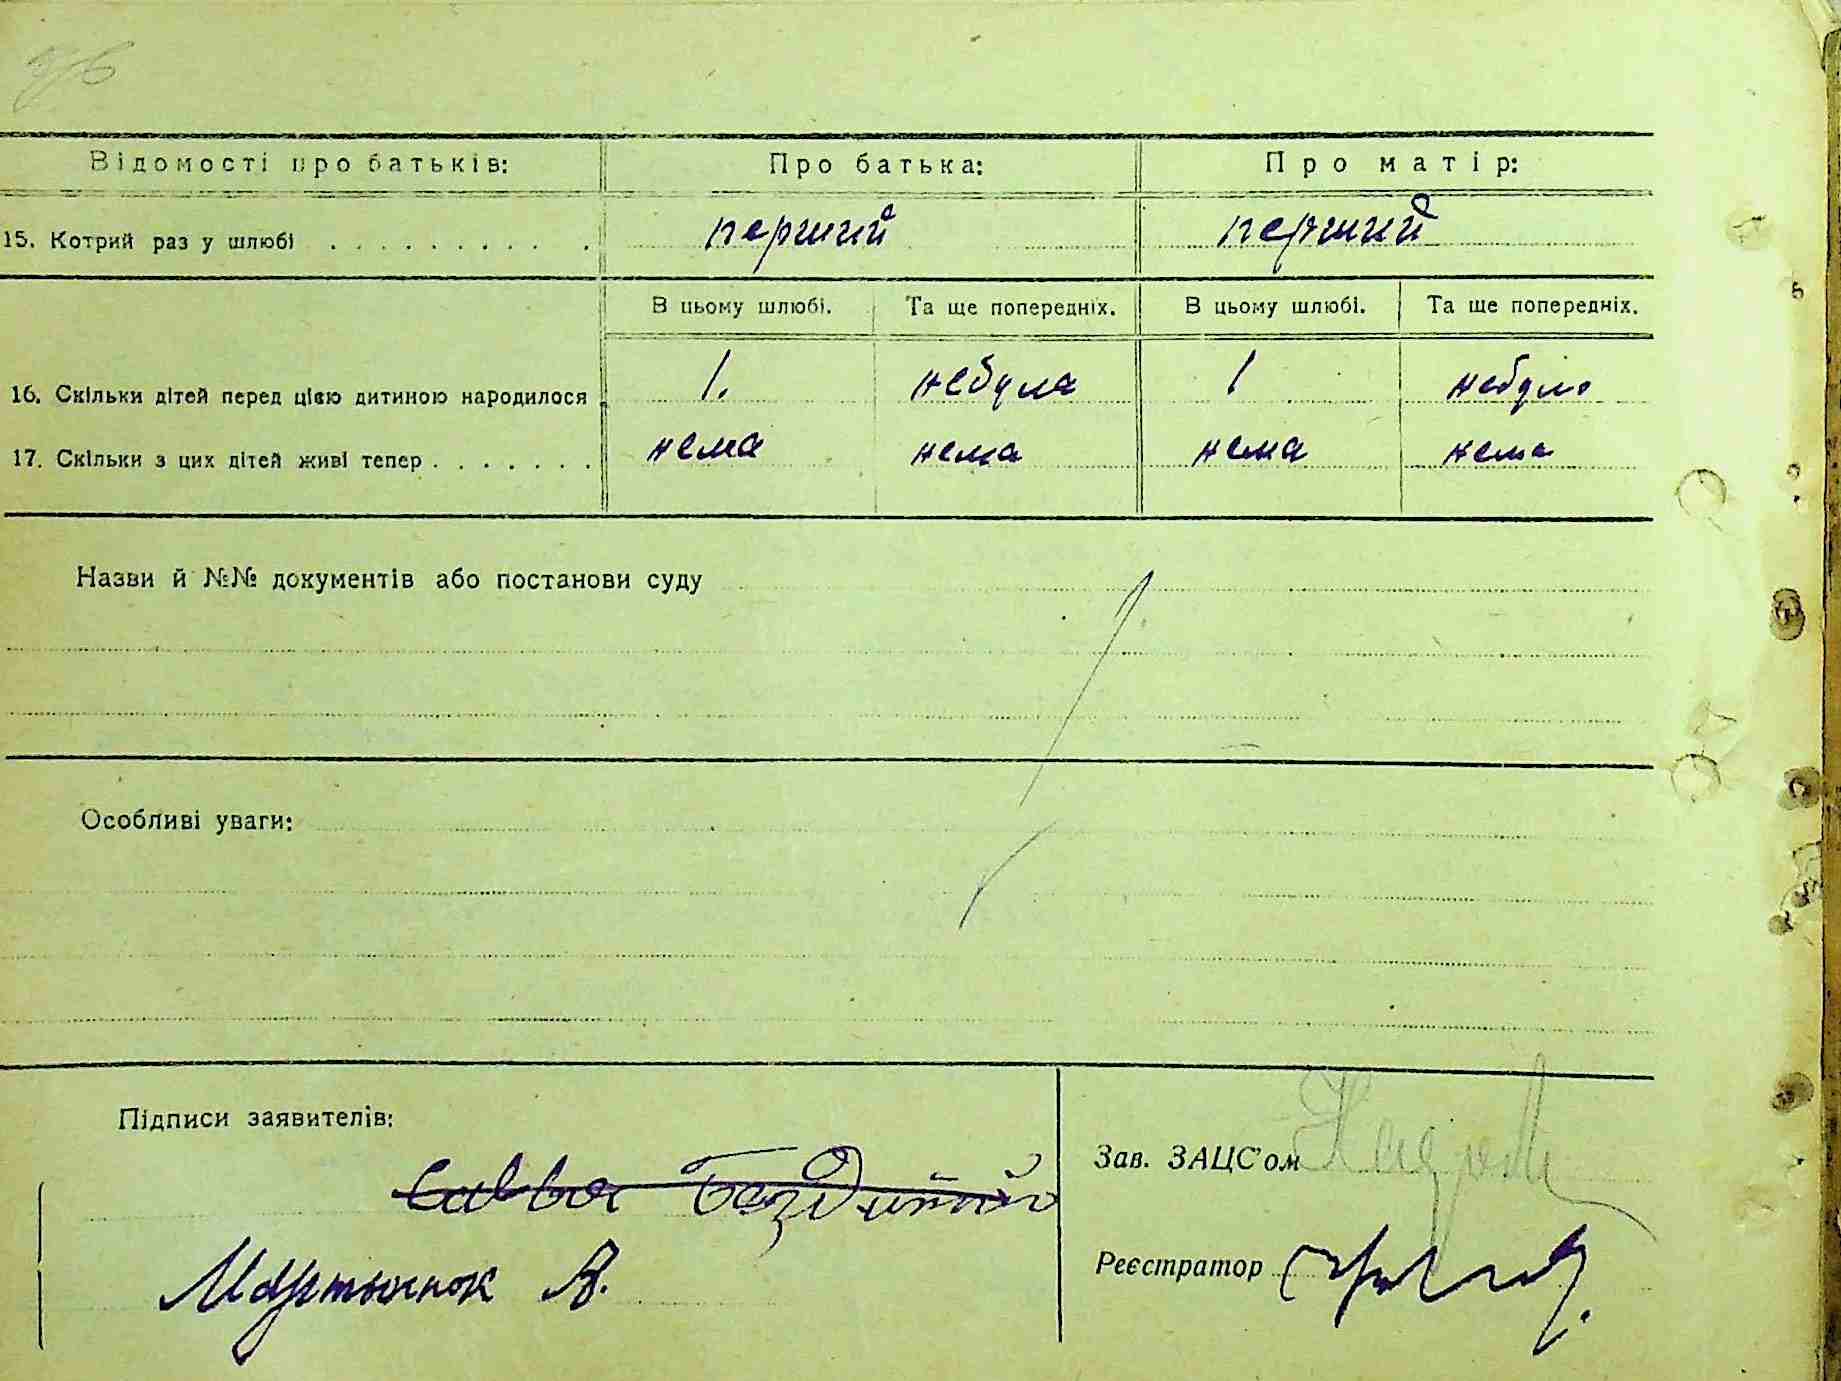 Відомості про батьків: Про батька: Про матір:
15. Котрий раз у шлюбі . . . . . . . . . . перший перший
В цьому шлюбі. Та ще попередніх. В цьому шлюбі. Та ще попередніх.
16. Скільки дітей перед цією дитиною народилося 1. небула 1 небуло
17. Скільки з цих дітей живі тепер . . . . . . . нема нема нема нема
Назви й №№ документів або постанови суду
Особливі уваги:
Підписи заявителів:
Зав. ЗАЦС'ом
Савва
Реєстратор
Мартынюк А.